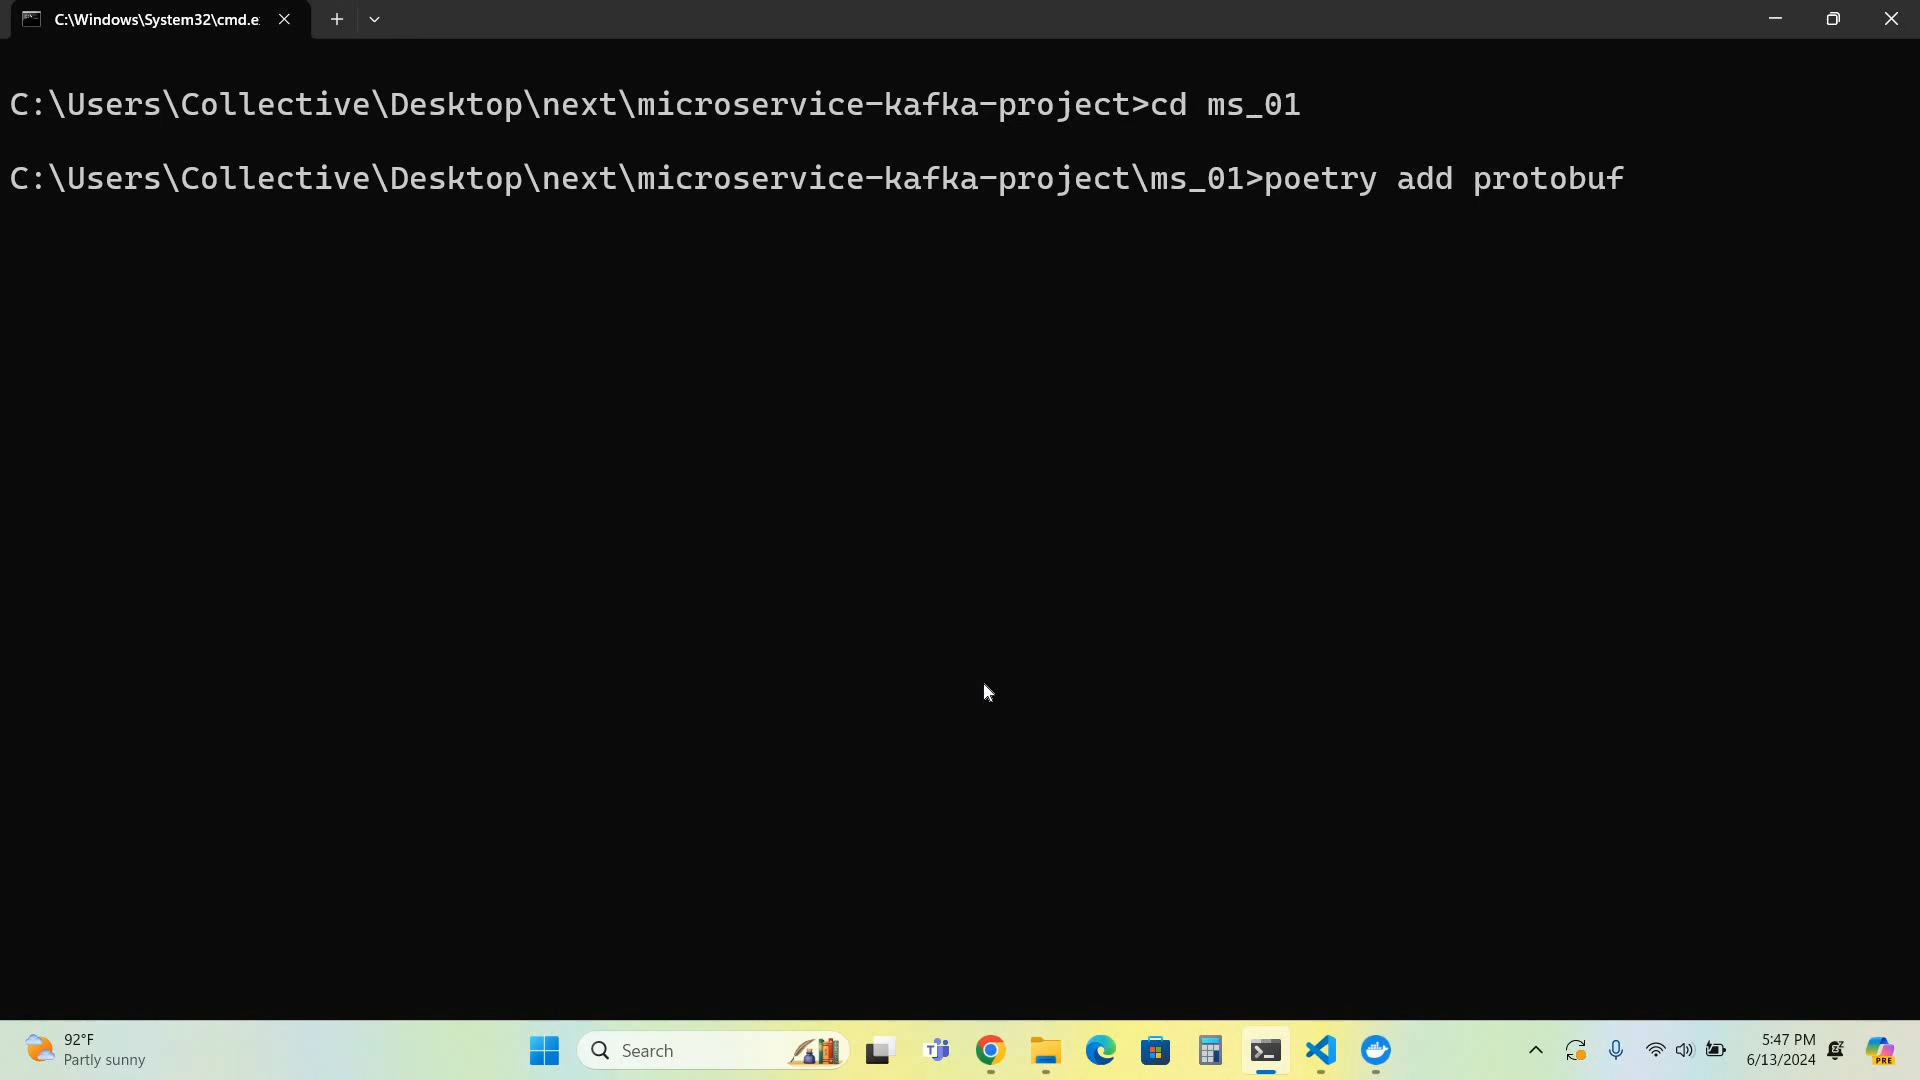 C:\Windows\System32\cmd.e
C:\Users\Collective\Desktop\next\microservice-kafka-project>cd ms_01
C:\Users\Collective\Desktop\next\microservice-kafka-project\ms_01>poetry add protobuf
92°F
Partly sunny
Search
5:47 PM
6/13/2024
PRE